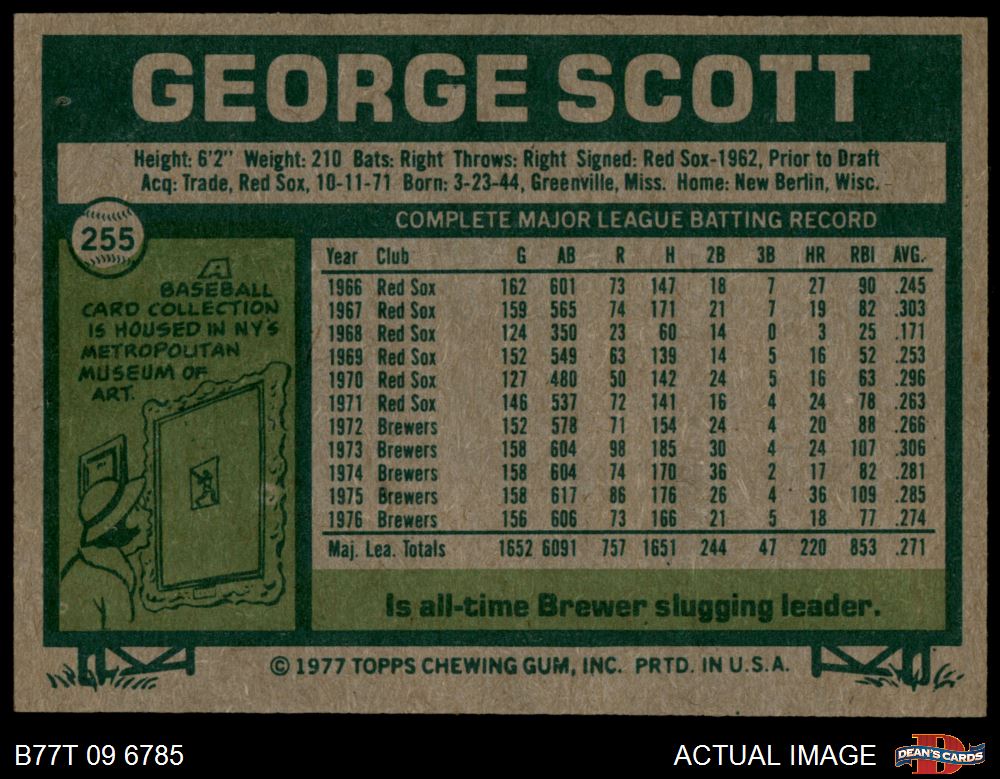 GEORGE SCOTT
Height: 6'2" Weight: 210 Bats: Right Throws: Right Signed: Red Sox-1962, Prior to Draft
Acq: Trade, Red Sox, 10-11-71 Born: 3-23-44, Greenville, Miss. Home: New Berlin, Wisc.
255
A
BASEBALL
CARD COLLECTION
IS HOUSED IN NY'S
METROPOLITAN
MUSEUM OF
ART.
COMPLETE MAJOR LEAGUE BATTING RECORD
Year Club G AB R H 2B 3B HR RBI AVG.
1966 Red Sox 162 601 73 147 18 7 27 90 .245
1967 Red Sox 159 565 74 171 21 7 19 82 .303
1968 Red Sox 124 350 23 60 14 0 3 25 .171
1969 Red Sox 152 549 63 139 14 5 16 52 .253
1970 Red Sox 127 480 50 142 24 5 16 63 .296
1971 Red Sox 146 537 72 141 16 4 24 78 .263
1972 Brewers 152 578 71 154 24 4 20 88 .266
1973 Brewers 158 604 98 185 30 4 24 107 .306
1974 Brewers 158 604 74 170 36 2 17 82 .281
1975 Brewers 158 617 86 176 26 4 36 109 .285
1976 Brewers 156 606 73 166 21 5 18 77 .274
Maj. Lea. Totals 1652 6091 757 1651 244 47 220 853 .271
Is all-time Brewer slugging leader.
© 1977 TOPPS CHEWING GUM, INC. PRTD. IN U.S.A.
B77T 09 6785
ACTUAL IMAGE
D
DEAN'S CARDS